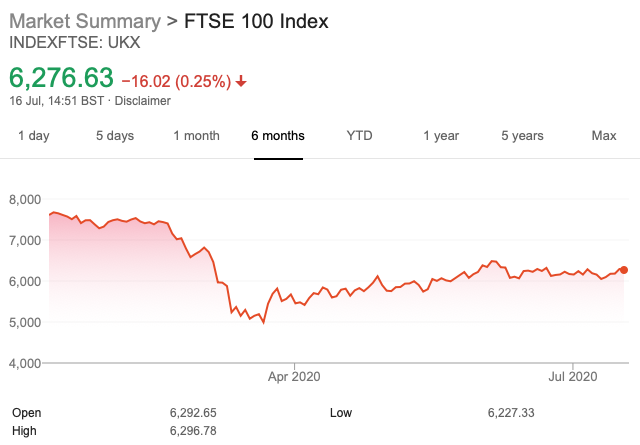 Market Summary > FTSE 100 Index
INDEXFTSE: UKX
6,276.63 −16.02 (0.25%)
16 Jul, 14:51 BST · Disclaimer
1 day 5 days 1 month 6 months YTD 1 year 5 years Max
8,000
7,000
6,000
5,000
4,000
Apr 2020 Jul 2020
Open 6,292.65 Low 6,227.33
High 6,296.78